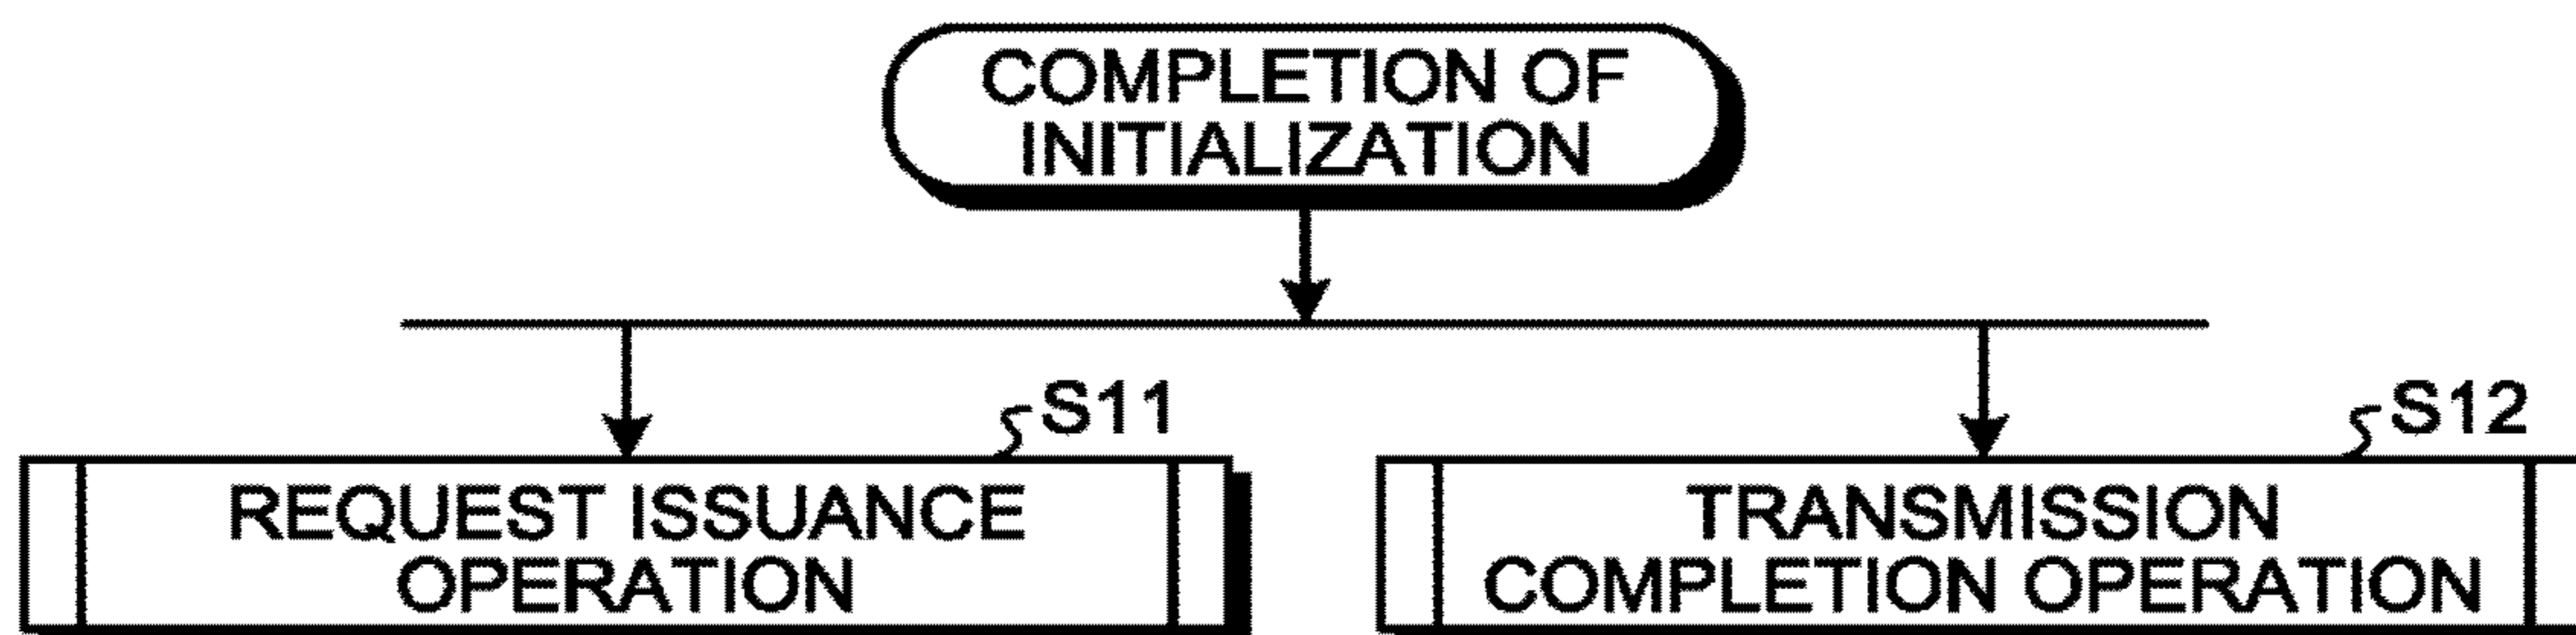 COMPLETION OF
INITIALIZATION
S11
S12
REQUEST ISSUANCE
OPERATION
TRANSMISSION
COMPLETION OPERATION